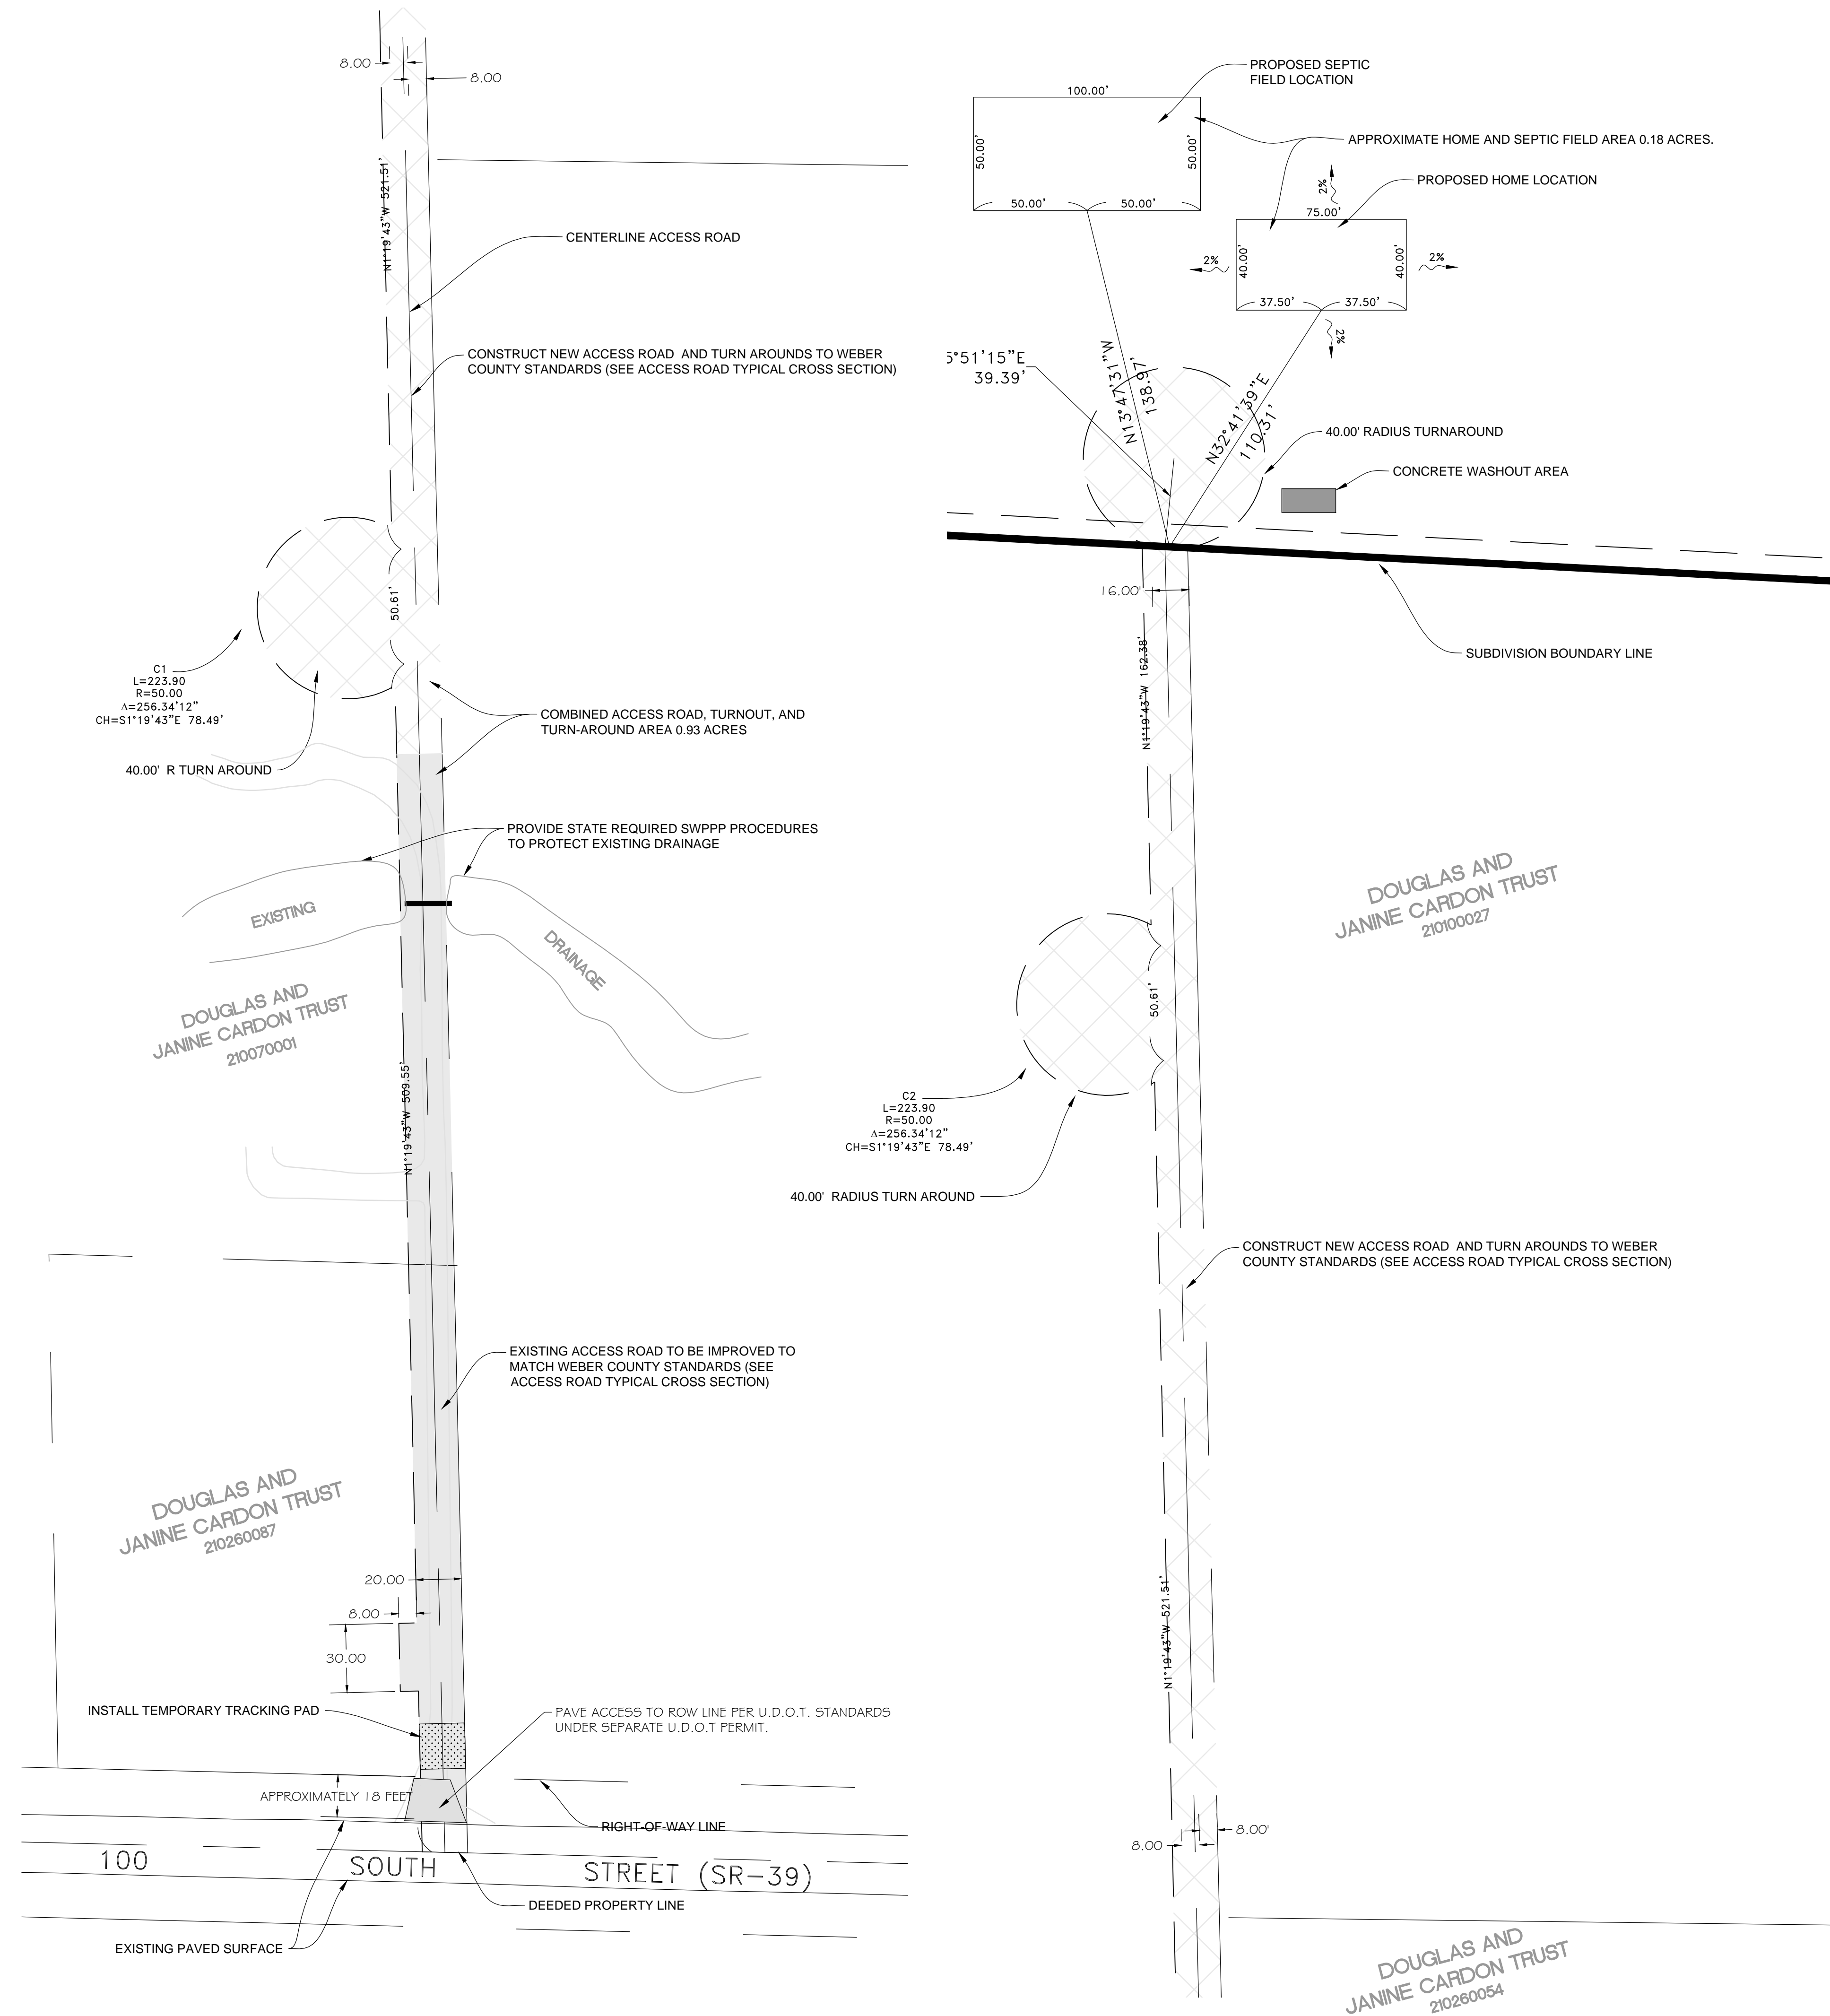 8.00
8.00
N1°19'43"W 521.51'
CENTERLINE ACCESS ROAD
CONSTRUCT NEW ACCESS ROAD AND TURN AROUNDS TO WEBER
COUNTY STANDARDS (SEE ACCESS ROAD TYPICAL CROSS SECTION)
50.61'
C1
L=223.90
R=50.00
Δ=256.34'12"
CH=S1°19'43"E 78.49'
40.00' R TURN AROUND
COMBINED ACCESS ROAD, TURNOUT, AND
TURN-AROUND AREA 0.93 ACRES
PROVIDE STATE REQUIRED SWPPP PROCEDURES
TO PROTECT EXISTING DRAINAGE
EXISTING
DRAINAGE
DOUGLAS AND
JANINE CARDON TRUST
210070001
N1°19'43"W 509.55'
EXISTING ACCESS ROAD TO BE IMPROVED TO
MATCH WEBER COUNTY STANDARDS (SEE
ACCESS ROAD TYPICAL CROSS SECTION)
DOUGLAS AND
JANINE CARDON TRUST
210260087
20.00
8.00
30.00
INSTALL TEMPORARY TRACKING PAD
PAVE ACCESS TO ROW LINE PER U.D.O.T. STANDARDS
UNDER SEPARATE U.D.O.T PERMIT.
APPROXIMATELY 18 FEET
RIGHT-OF-WAY LINE
100 SOUTH STREET (SR-39)
DEEDED PROPERTY LINE
EXISTING PAVED SURFACE
PROPOSED SEPTIC
FIELD LOCATION
100.00'
50.00'
50.00'
50.00'
50.00'
APPROXIMATE HOME AND SEPTIC FIELD AREA 0.18 ACRES.
PROPOSED HOME LOCATION
2%
75.00'
2%
40.00'
40.00'
2%
37.50'
37.50'
2%
5°51'15"E
39.39'
N13°47'31"W
138.97'
N32°41'39"E
110.31'
40.00' RADIUS TURNAROUND
CONCRETE WASHOUT AREA
16.00'
SUBDIVISION BOUNDARY LINE
N1°19'43"W 162.38'
DOUGLAS AND
JANINE CARDON TRUST
210100027
50.61'
C2
L=223.90
R=50.00
Δ=256.34'12"
CH=S1°19'43"E 78.49'
40.00' RADIUS TURN AROUND
CONSTRUCT NEW ACCESS ROAD AND TURN AROUNDS TO WEBER
COUNTY STANDARDS (SEE ACCESS ROAD TYPICAL CROSS SECTION)
N1°19'43"W 521.51'
8.00'
8.00
DOUGLAS AND
JANINE CARDON TRUST
210260054